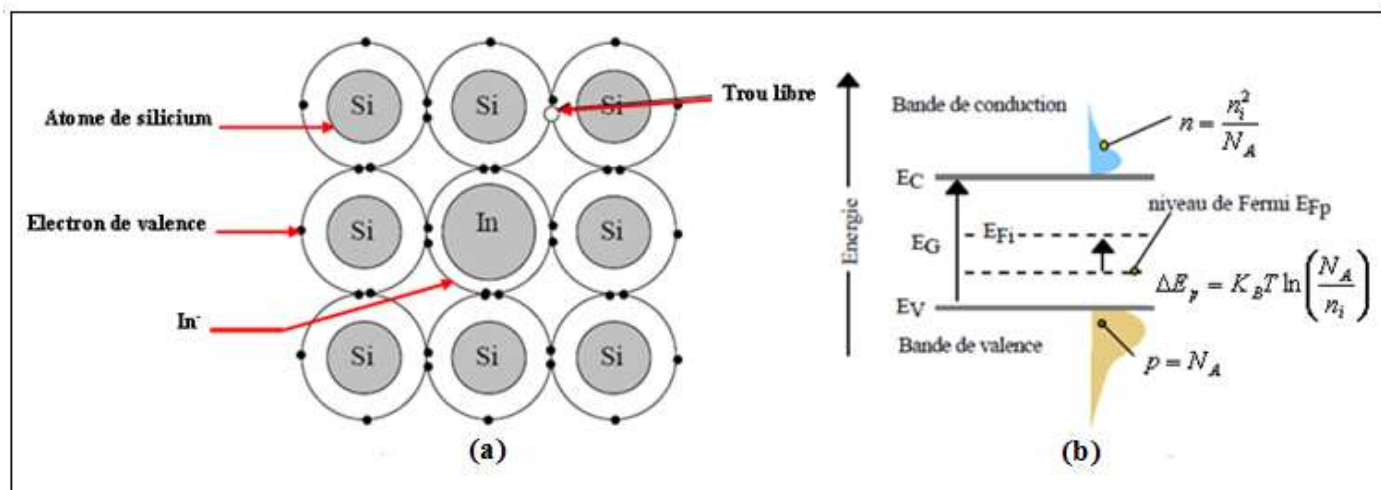 Si
Si
Si
Trou libre
Atome de silicium
Electron de valence
Si
In
Si
In⁻
Si
Si
Si
(a)
Energie
Bande de conduction
n = n_i^2 / N_A
E_C
niveau de Fermi E_Fp
E_Fi
E_G
ΔE_p = K_B T ln(N_A / n_i)
E_V
Bande de valence
p = N_A
(b)